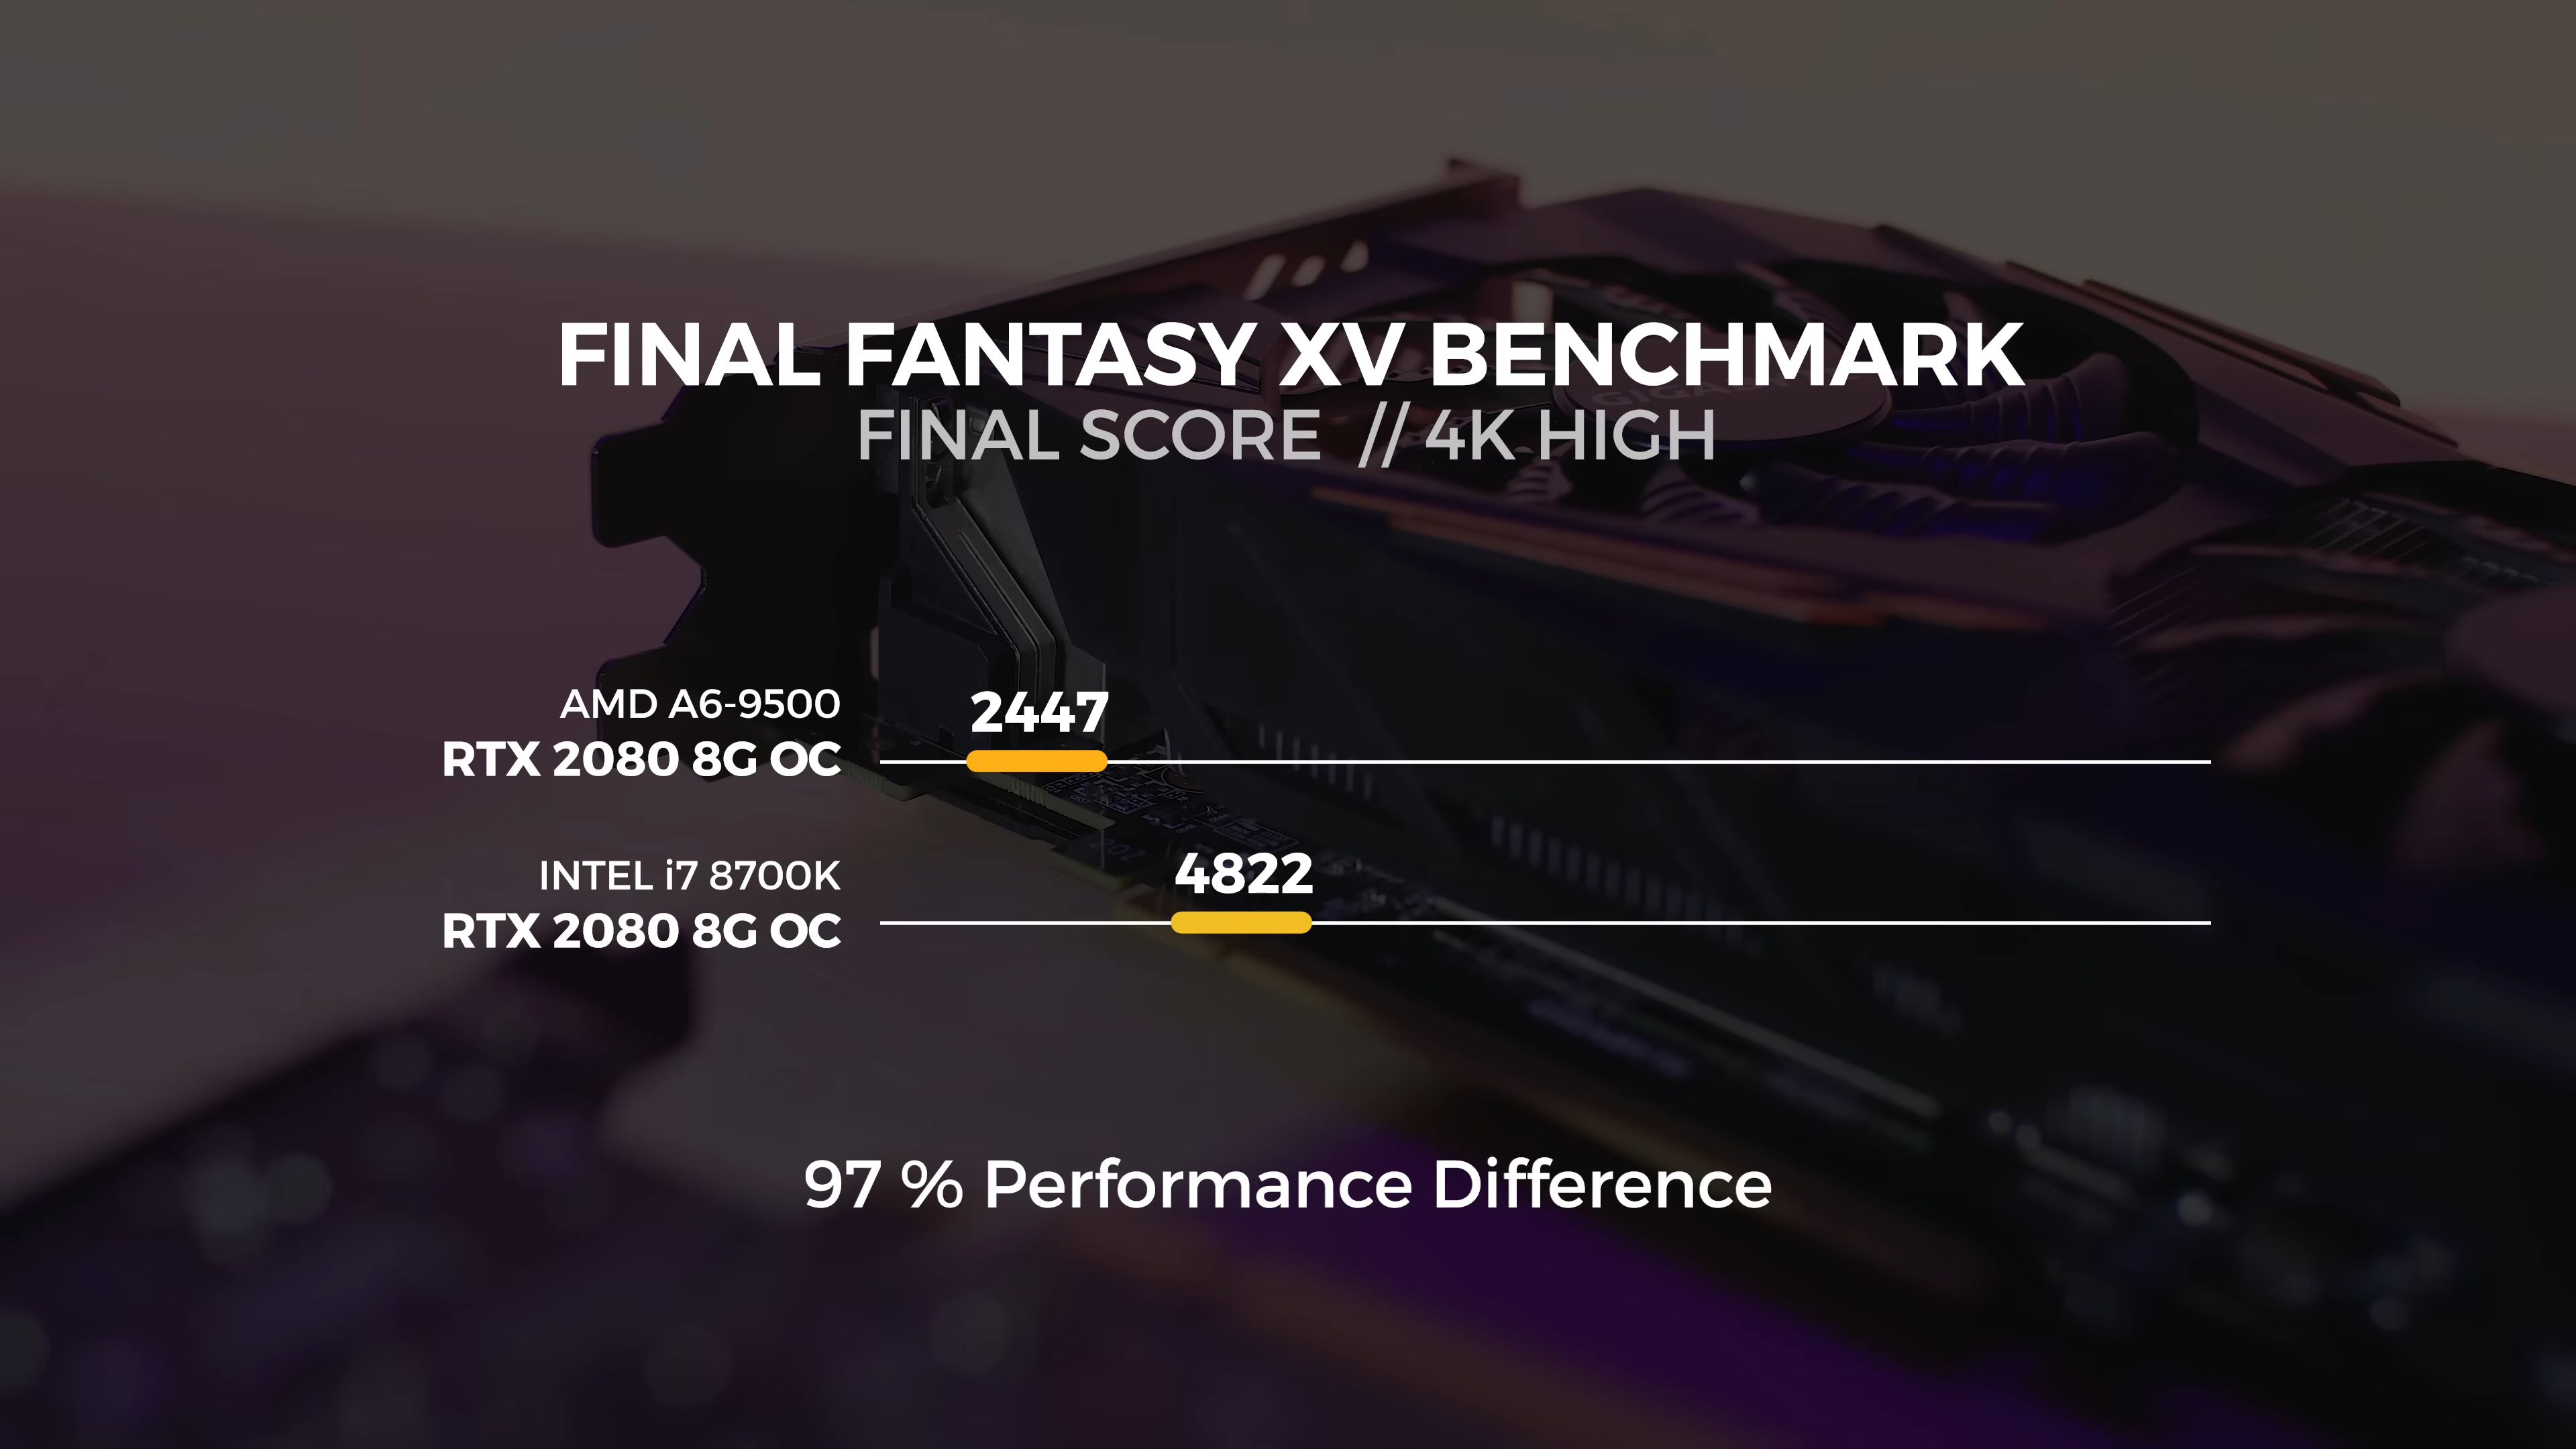 FINAL FANTASY XV BENCHMARK
FINAL SCORE // 4K HIGH
AMD A6-9500
RTX 2080 8G OC
2447
INTEL i7 8700K
RTX 2080 8G OC
4822
97 % Performance Difference